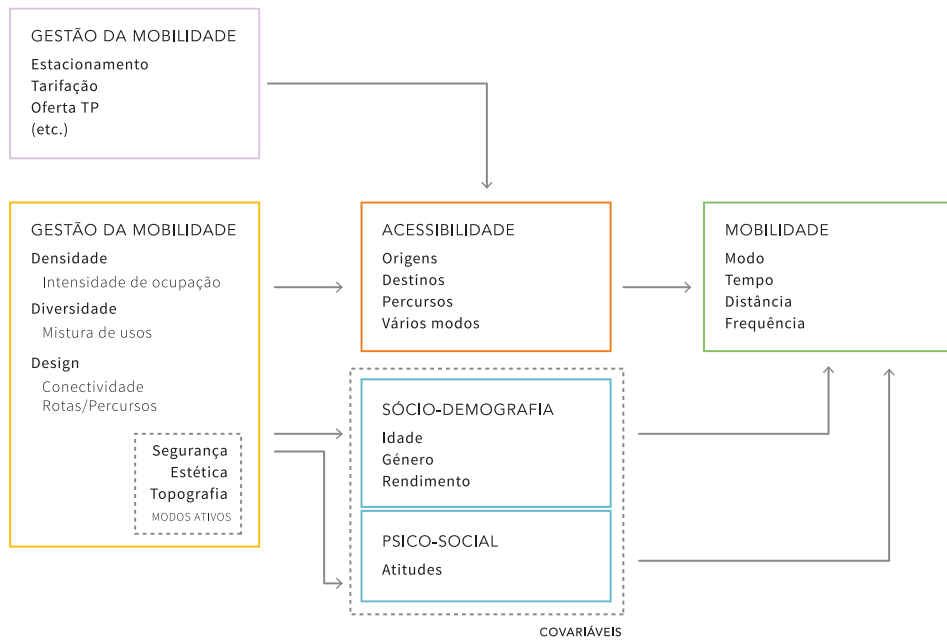 GESTÃO DA MOBILIDADE
Estacionamento
Tarifação
Oferta TP
(etc.)
GESTÃO DA MOBILIDADE
Densidade
Intensidade de ocupação
Diversidade
Mistura de usos
Design
Conectividade
Rotas/Percursos
Segurança
Estética
Topografia
MODOS ATIVOS
ACESSIBILIDADE
Origens
Destinos
Percursos
Vários modos
SÓCIO-DEMOGRAFIA
Idade
Género
Rendimento
PSICO-SOCIAL
Atitudes
COVARIÁVEIS
MOBILIDADE
Modo
Tempo
Distância
Frequência